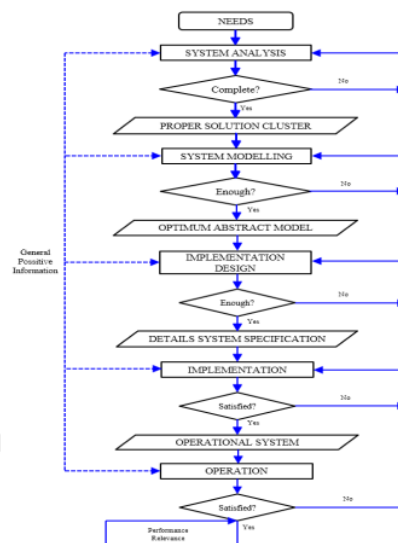 NEEDS
SYSTEM ANALYSIS
Complete?
No
Yes
PROPER SOLUTION CLUSTER
SYSTEM MODELLING
Enough?
No
Yes
OPTIMUM ABSTRACT MODEL
General
Possitive
Information
IMPLEMENTATION
DESIGN
Enough?
No
Yes
DETAILS SYSTEM SPECIFICATION
IMPLEMENTATION
Satisfied?
No
Yes
OPERATIONAL SYSTEM
OPERATION
Satisfied?
No
Yes
Performance
Relevance